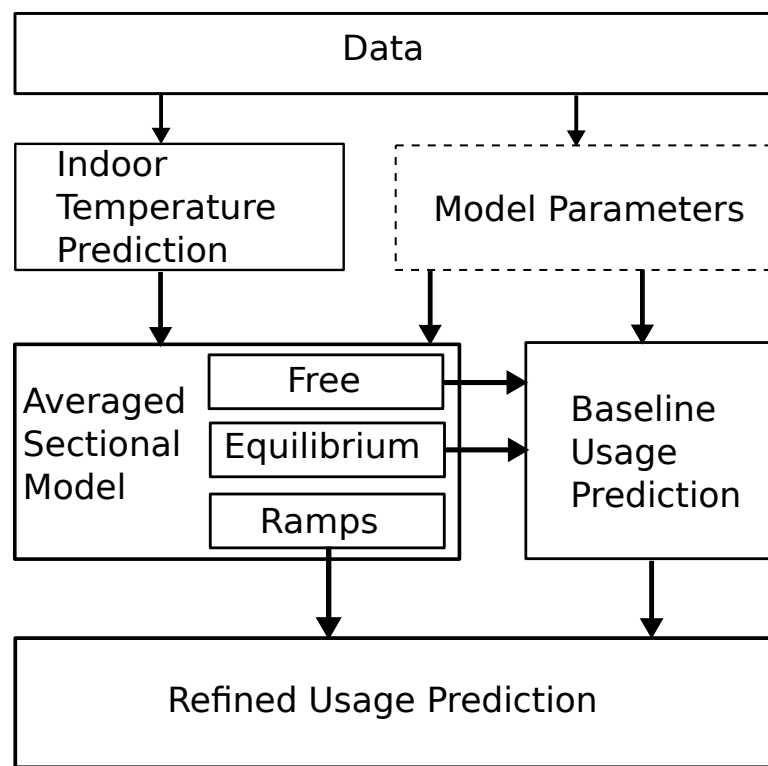 Data
Indoor
Temperature
Prediction
Model Parameters
Averaged
Sectional
Model
Free
Equilibrium
Ramps
Baseline
Usage
Prediction
Refined Usage Prediction